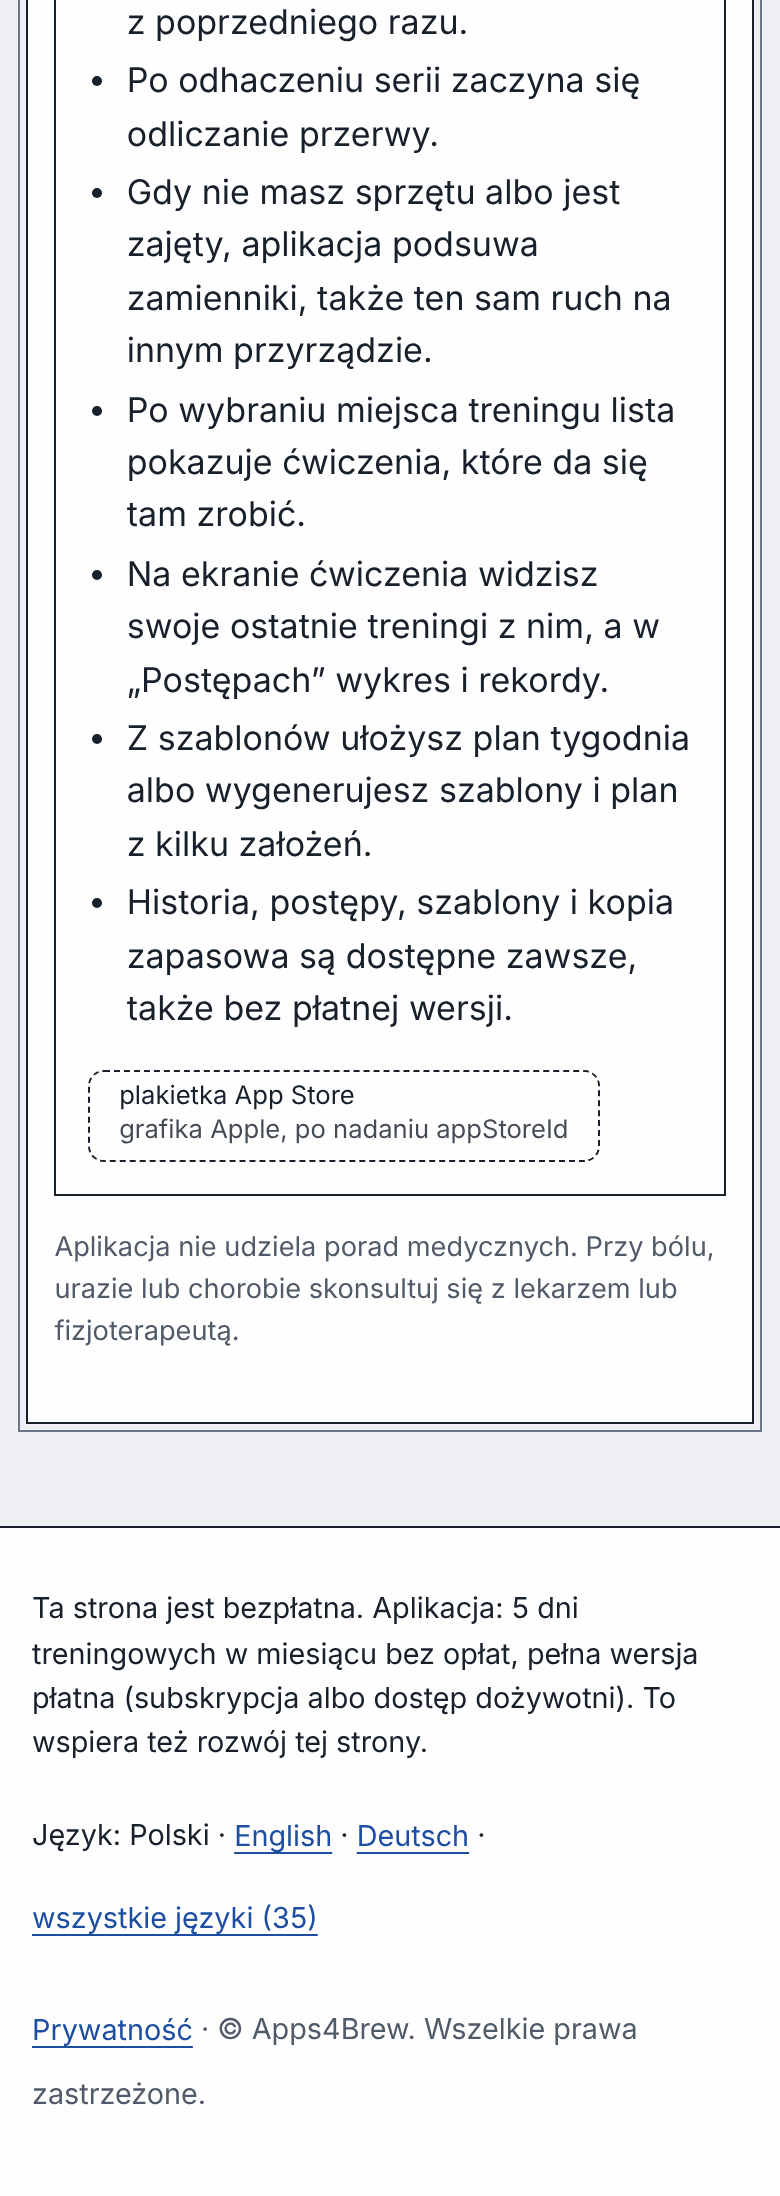 z poprzedniego razu.
• Po odhaczeniu serii zaczyna się
odliczanie przerwy.
• Gdy nie masz sprzętu albo jest
zajęty, aplikacja podsuwa
zamienniki, także ten sam ruch na
innym przyrządzie.
• Po wybraniu miejsca treningu lista
pokazuje ćwiczenia, które da się
tam zrobić.
• Na ekranie ćwiczenia widzisz
swoje ostatnie treningi z nim, a w
„Postępach” wykres i rekordy.
• Z szablonów ułożysz plan tygodnia
albo wygenerujesz szablony i plan
z kilku założeń.
• Historia, postępy, szablony i kopia
zapasowa są dostępne zawsze,
także bez płatnej wersji.
plakietka App Store
grafika Apple, po nadaniu appStoreId
Aplikacja nie udziela porad medycznych. Przy bólu,
urazie lub chorobie skonsultuj się z lekarzem lub
fizjoterapeutą.
Ta strona jest bezpłatna. Aplikacja: 5 dni
treningowych w miesiącu bez opłat, pełna wersja
płatna (subskrypcja albo dostęp dożywotni). To
wspiera też rozwój tej strony.
Język: Polski · English · Deutsch ·
wszystkie języki (35)
Prywatność · © Apps4Brew. Wszelkie prawa
zastrzeżone.